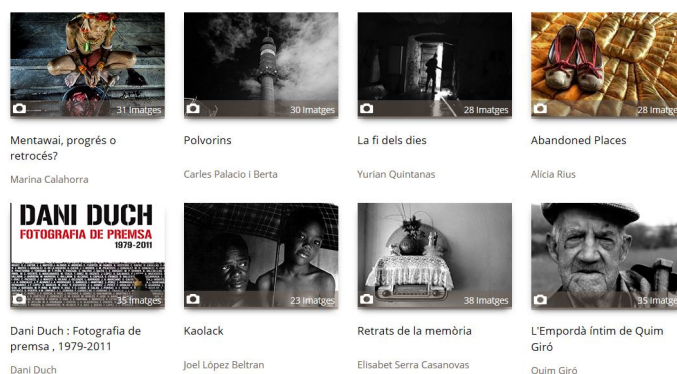 31 Imatges
30 Imatges
28 Imatges
28 Imatges
Mentawai, progrés o
retrocés?
Marina Calahorra
Polvorins
Carles Palacio i Berta
La fi dels dies
Yurian Quintanas
Abandoned Places
Alícia Rius
DANI DUCH
FOTOGRAFIA DE PREMSA
1979-2011
35 Imatges
23 Imatges
38 Imatges
35 Imatges
Dani Duch : Fotografia de
premsa , 1979-2011
Dani Duch
Kaolack
Joel López Beltran
Retrats de la memòria
Elisabet Serra Casanovas
L'Empordà íntim de Quim
Giró
Quim Giró